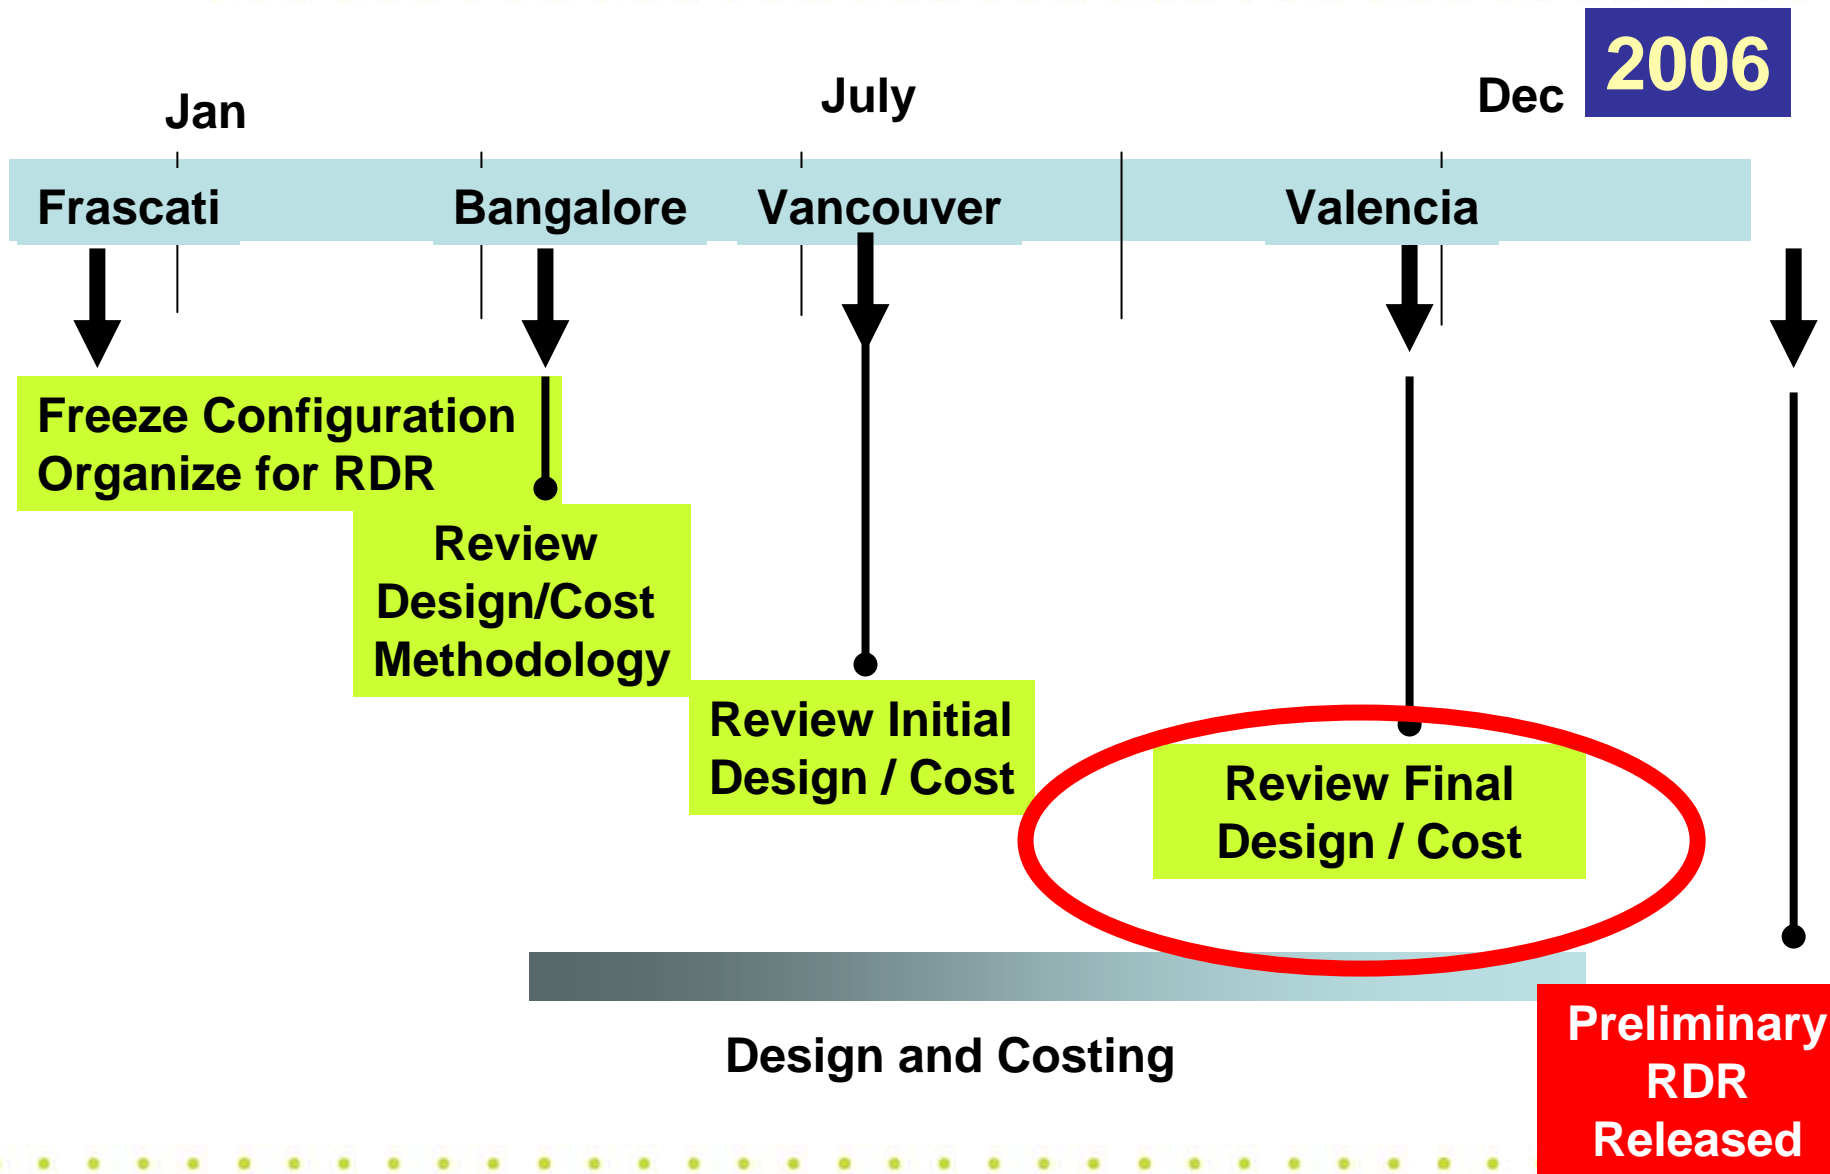 2006
Jan
July
Dec
Frascati
Bangalore
Vancouver
Valencia
Freeze Configuration
Organize for RDR
Review
Design/Cost
Methodology
Review Initial
Design / Cost
Review Final
Design / Cost
Design and Costing
Preliminary
RDR
Released